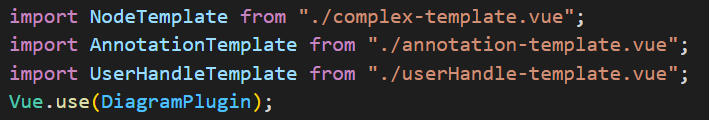 import NodeTemplate from "./complex-template.vue";
import AnnotationTemplate from "./annotation-template.vue";
import UserHandleTemplate from "./userHandle-template.vue";
Vue.use(DiagramPlugin);